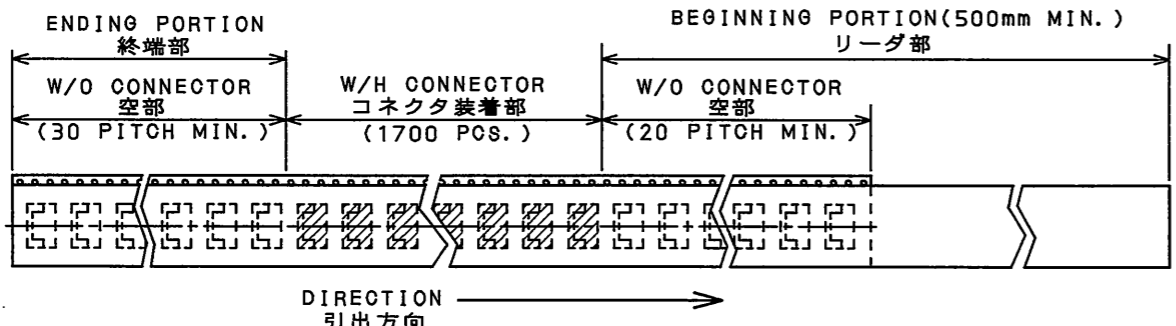 ENDING PORTION
終端部
W/O CONNECTOR
空部
(30 PITCH MIN.)
W/H CONNECTOR
コネクタ装着部
(1700 PCS.)
BEGINNING PORTION(500mm MIN.)
リーダ部
W/O CONNECTOR
空部
(20 PITCH MIN.)
DIRECTION
引出方向